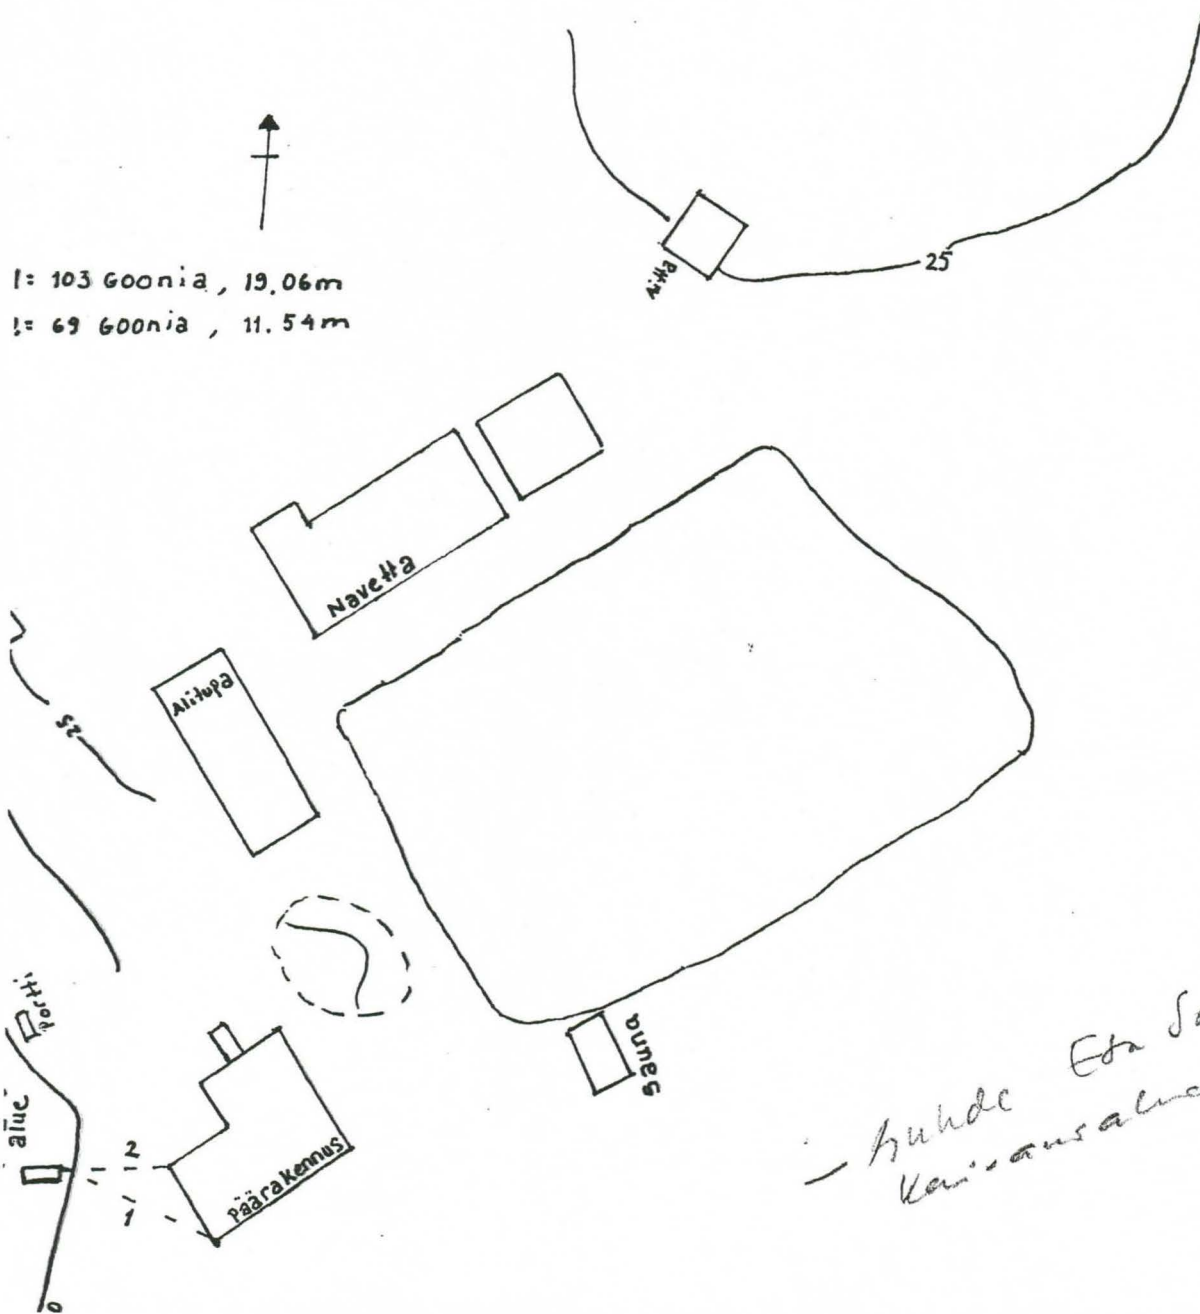 1: 103 Goonia, 19.06m
2: 69 Goonia, 11.54m
Aitta
25
Navetta
Alitupa
25
Portti
alue
2
1
Päärakennus
Sauna